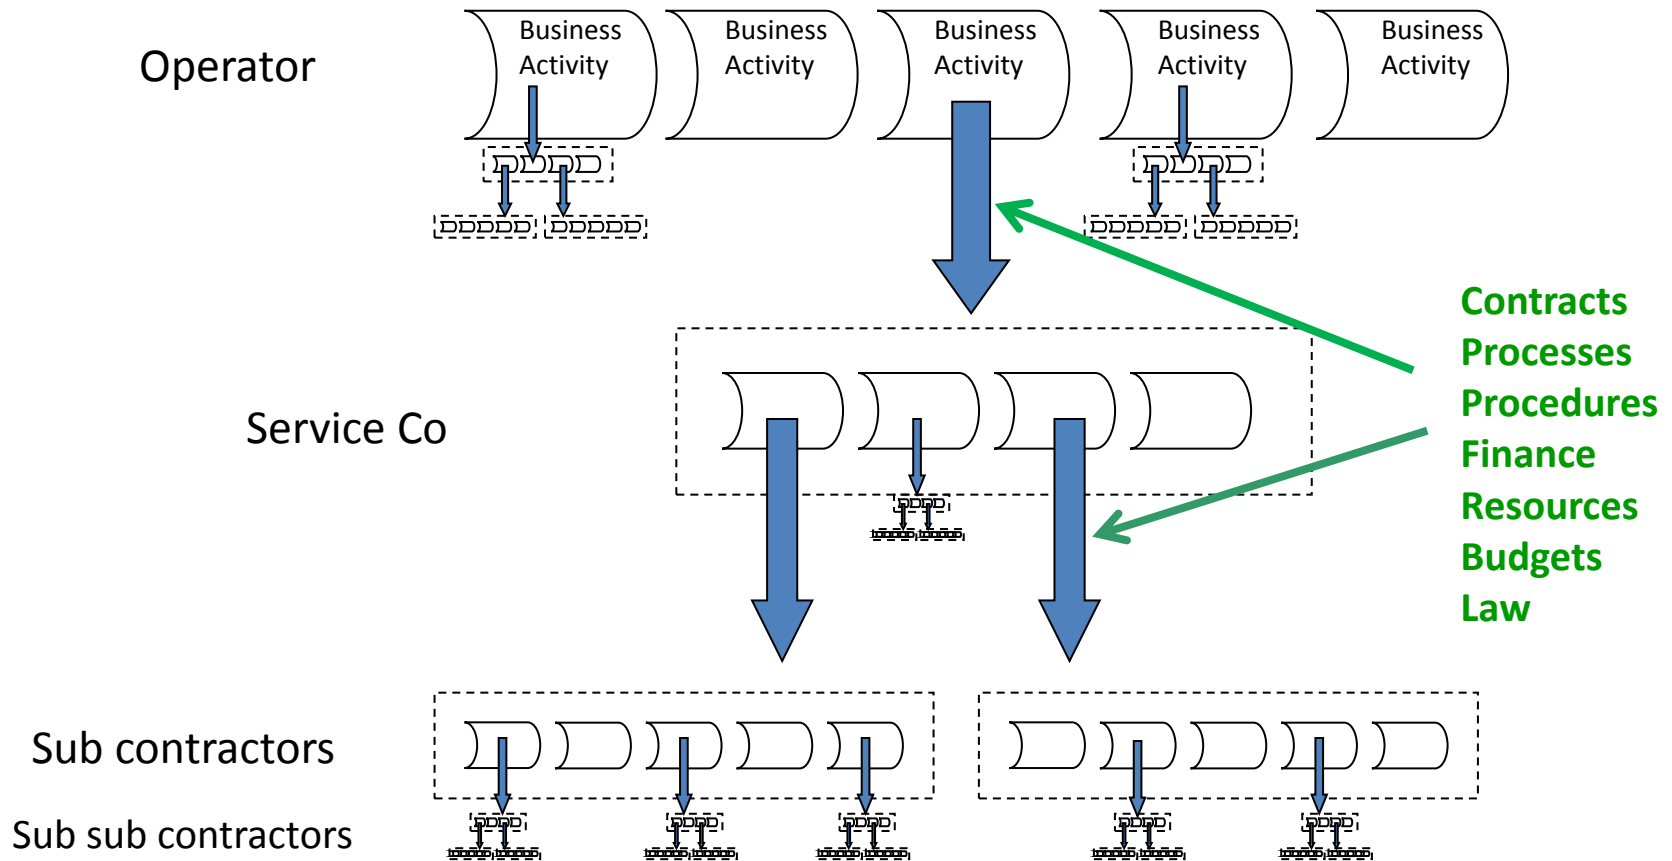 Operator
Business
Activity
Business
Activity
Business
Activity
Business
Activity
Business
Activity
Contracts
Processes
Procedures
Finance
Resources
Budgets
Law
Service Co
Sub contractors
Sub sub contractors